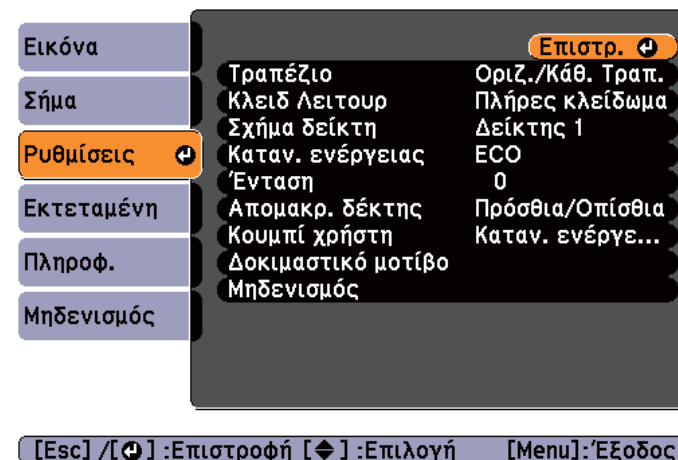 Εικόνα
Σήμα
Ρυθμίσεις
Εκτεταμένη
Πληροφ.
Μηδενισμός
Επιστρ.
Τραπέζιο Οριζ./Κάθ. Τραπ.
Κλειδ Λειτουρ Πλήρες κλείδωμα
Σχήμα δείκτη Δείκτης 1
Καταν. ενέργειας ECO
Ένταση 0
Απομακρ. δέκτης Πρόσθια/Οπίσθια
Κουμπί χρήστη Καταν. ενέργε...
Δοκιμαστικό μοτίβο
Μηδενισμός
[Esc] /[⏎] :Επιστροφή [◆] :Επιλογή [Menu]:Έξοδος